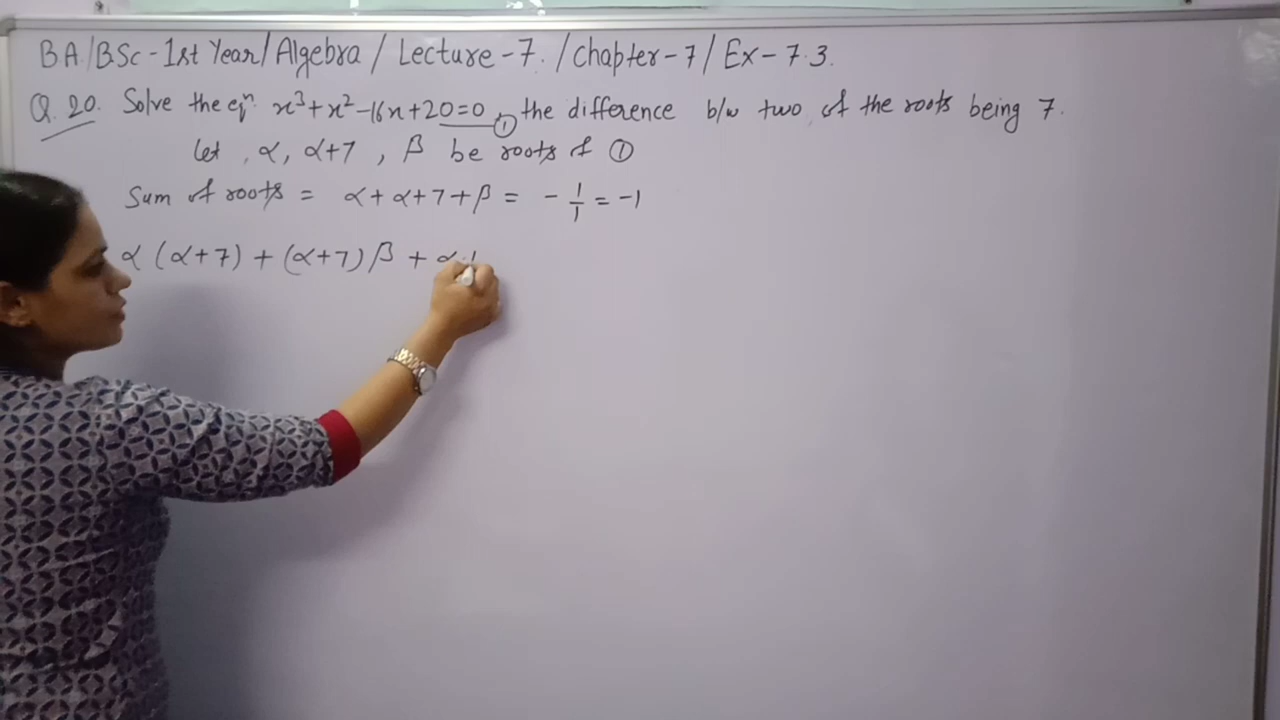 BA/BSc-1st Year/Algebra/Lecture-7./Chapter-7/Ex-7.3.
Q.20. Solve the eqⁿ. x³+x²-16x+20=0, ① the difference b/w two of the roots being 7.
Let, α, α+7, β be roots of ①
Sum of roots = α+α+7+β = -1/1 = -1
α(α+7)+(α+7)β+α